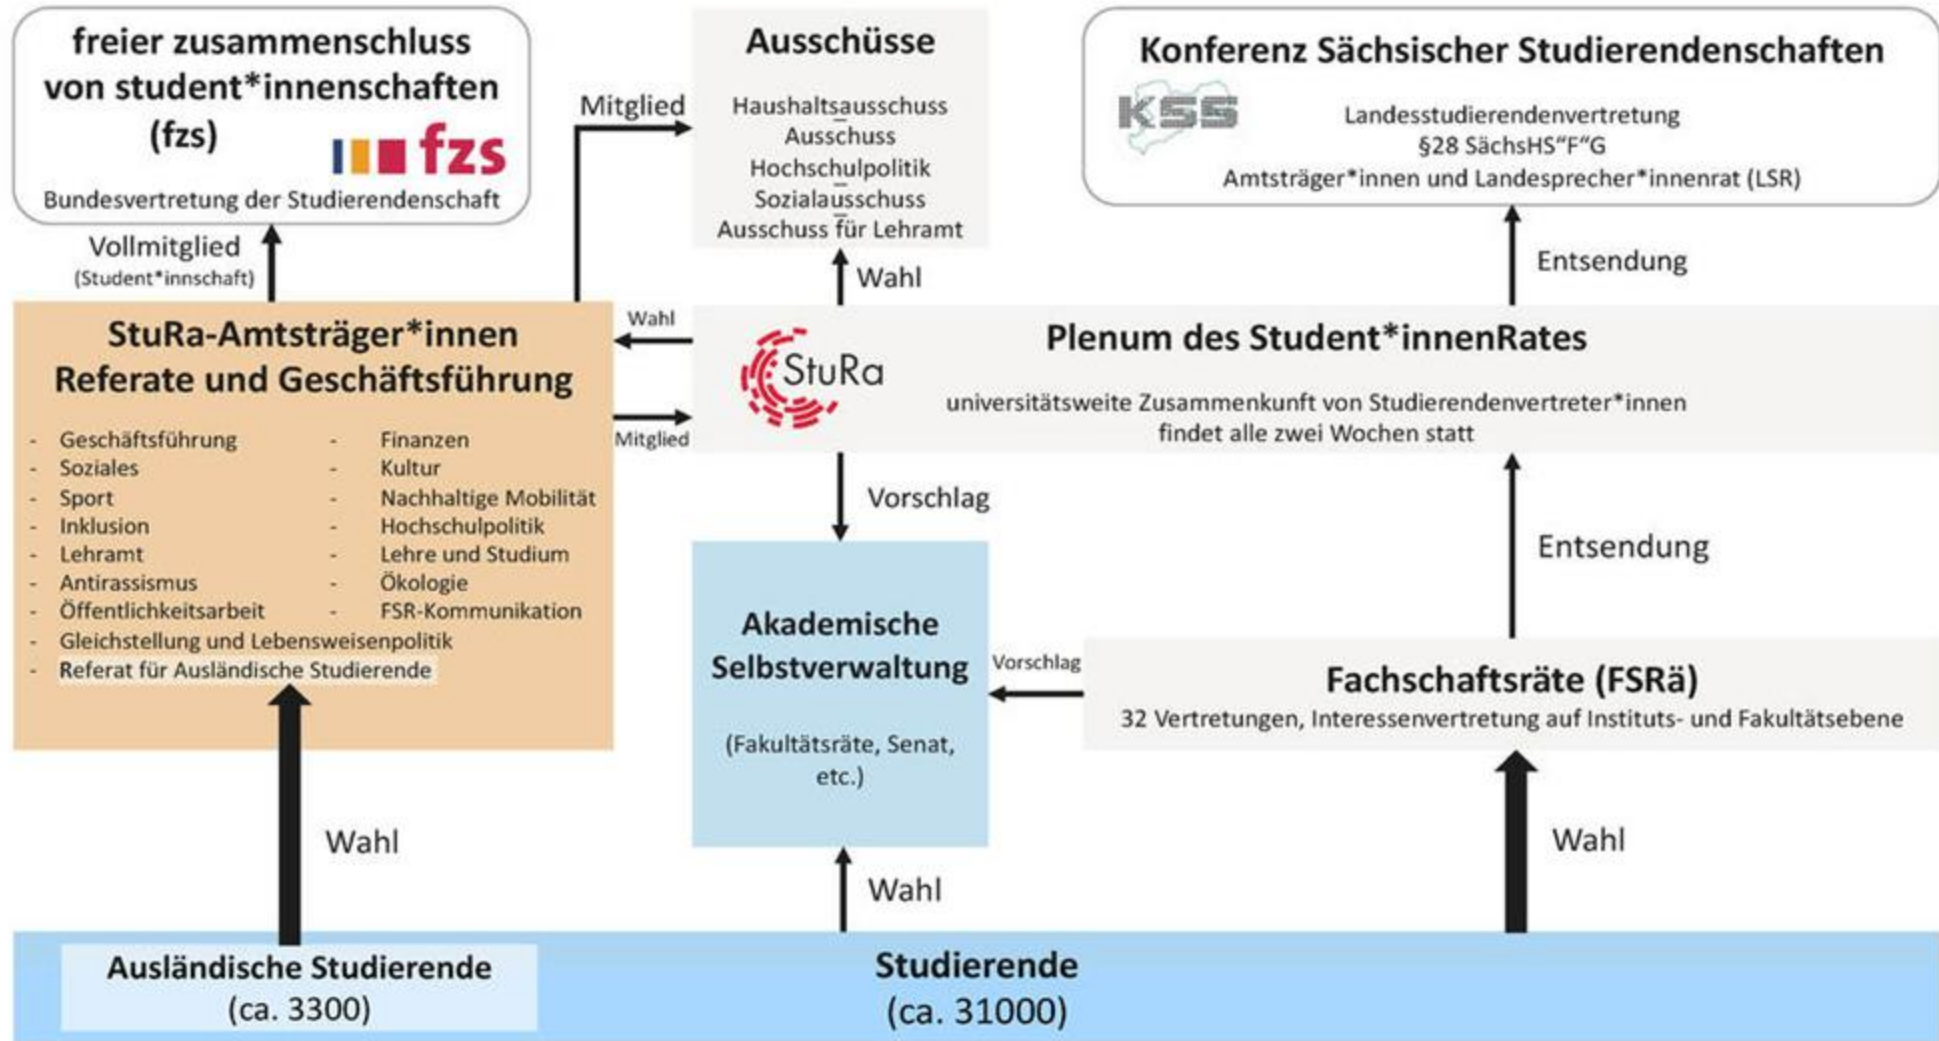 freier zusammenschluss
von student*innenschaften
(fzs)
fzs
Bundesvertretung der Studierendenschaft
Mitglied
Ausschüsse
Haushaltsausschuss
–
Ausschuss
Hochschulpolitik
–
Sozialausschuss
–
Ausschuss für Lehramt
Konferenz Sächsischer Studierendenschaften
KSS
Landesstudierendenvertretung
§28 SächsHS“F“G
Amtsträger*innen und Landesprecher*innenrat (LSR)
Vollmitglied
(Student*innschaft)
Wahl
Entsendung
StuRa-Amtsträger*innen
Referate und Geschäftsführung
- Geschäftsführung
- Soziales
- Sport
- Inklusion
- Lehramt
- Antirassismus
- Öffentlichkeitsarbeit
- Finanzen
- Kultur
- Nachhaltige Mobilität
- Hochschulpolitik
- Lehre und Studium
- Ökologie
- FSR-Kommunikation
- Gleichstellung und Lebensweisenpolitik
- Referat für Ausländische Studierende
Wahl
Mitglied
StuRa
Plenum des Student*innenRates
universitätsweite Zusammenkunft von Studierendenvertreter*innen
findet alle zwei Wochen statt
Vorschlag
Entsendung
Akademische
Selbstverwaltung
(Fakultätsräte, Senat,
etc.)
Vorschlag
Fachschaftsräte (FSRä)
32 Vertretungen, Interessenvertretung auf Instituts- und Fakultätsebene
Wahl
Wahl
Wahl
Ausländische Studierende
(ca. 3300)
Studierende
(ca. 31000)